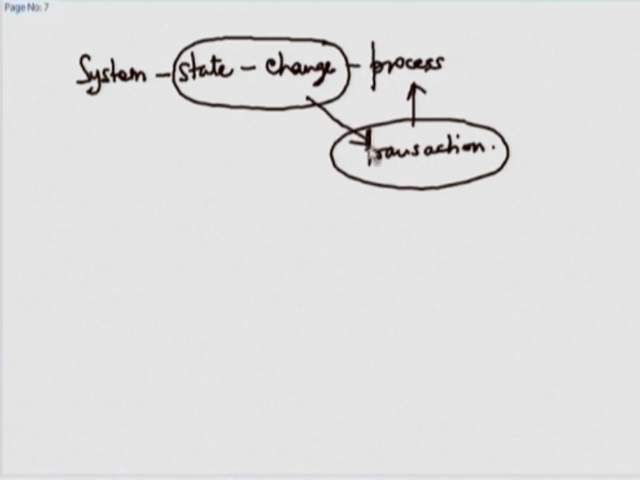 Page No: 7
System - state - change - process
Transaction.